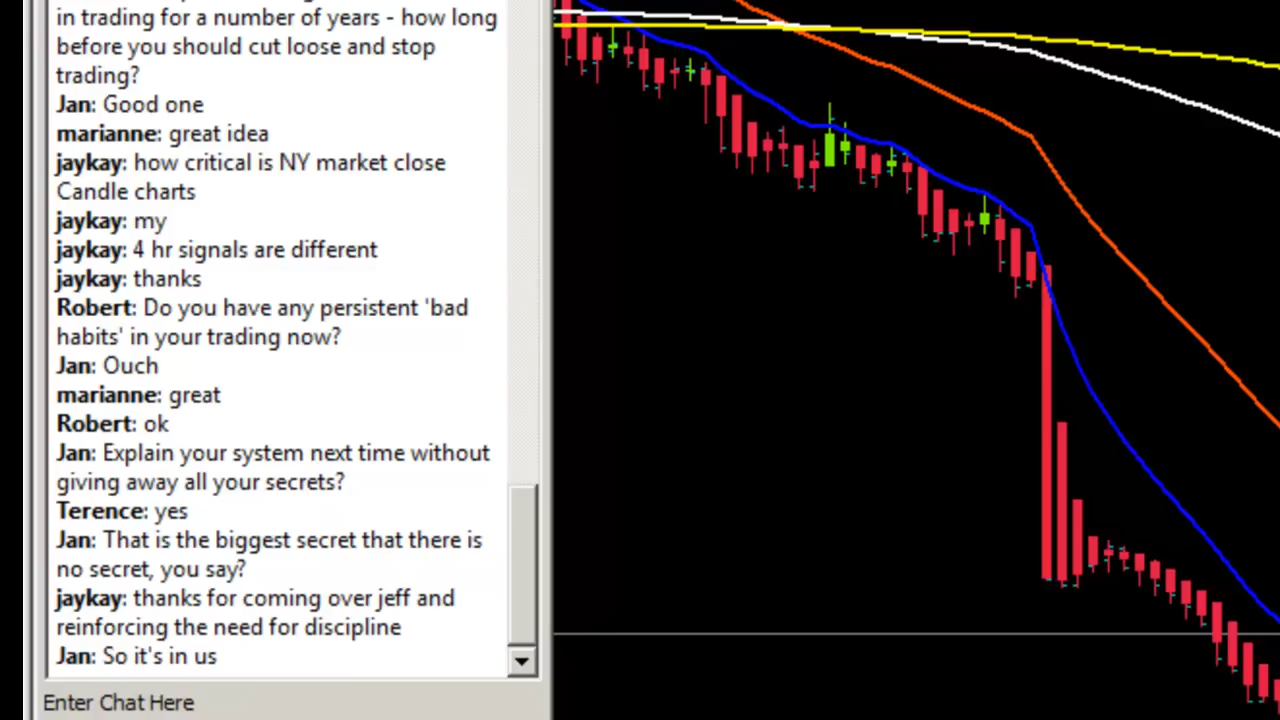 in trading for a number of years - how long
before you should cut loose and stop
trading?
Jan: Good one
marianne: great idea
jaykay: how critical is NY market close
Candle charts
jaykay: my
jaykay: 4 hr signals are different
jaykay: thanks
Robert: Do you have any persistent 'bad
habits' in your trading now?
Jan: Ouch
marianne: great
Robert: ok
Jan: Explain your system next time without
giving away all your secrets?
Terence: yes
Jan: That is the biggest secret that there is
no secret, you say?
jaykay: thanks for coming over jeff and
reinforcing the need for discipline
Jan: So it's in us
Enter Chat Here